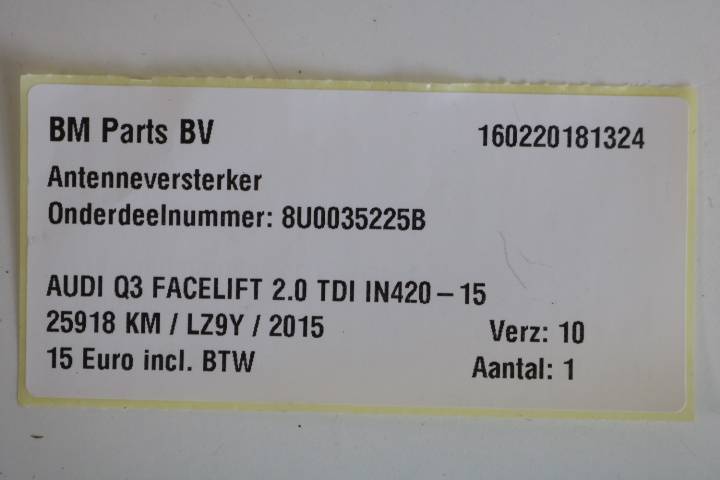 BM Parts BV 160220181324
Antenneversterker
Onderdeelnummer: 8U0035225B
AUDI Q3 FACELIFT 2.0 TDI IN420-15
25918 KM / LZ9Y / 2015 Verz: 10
15 Euro incl. BTW Aantal: 1